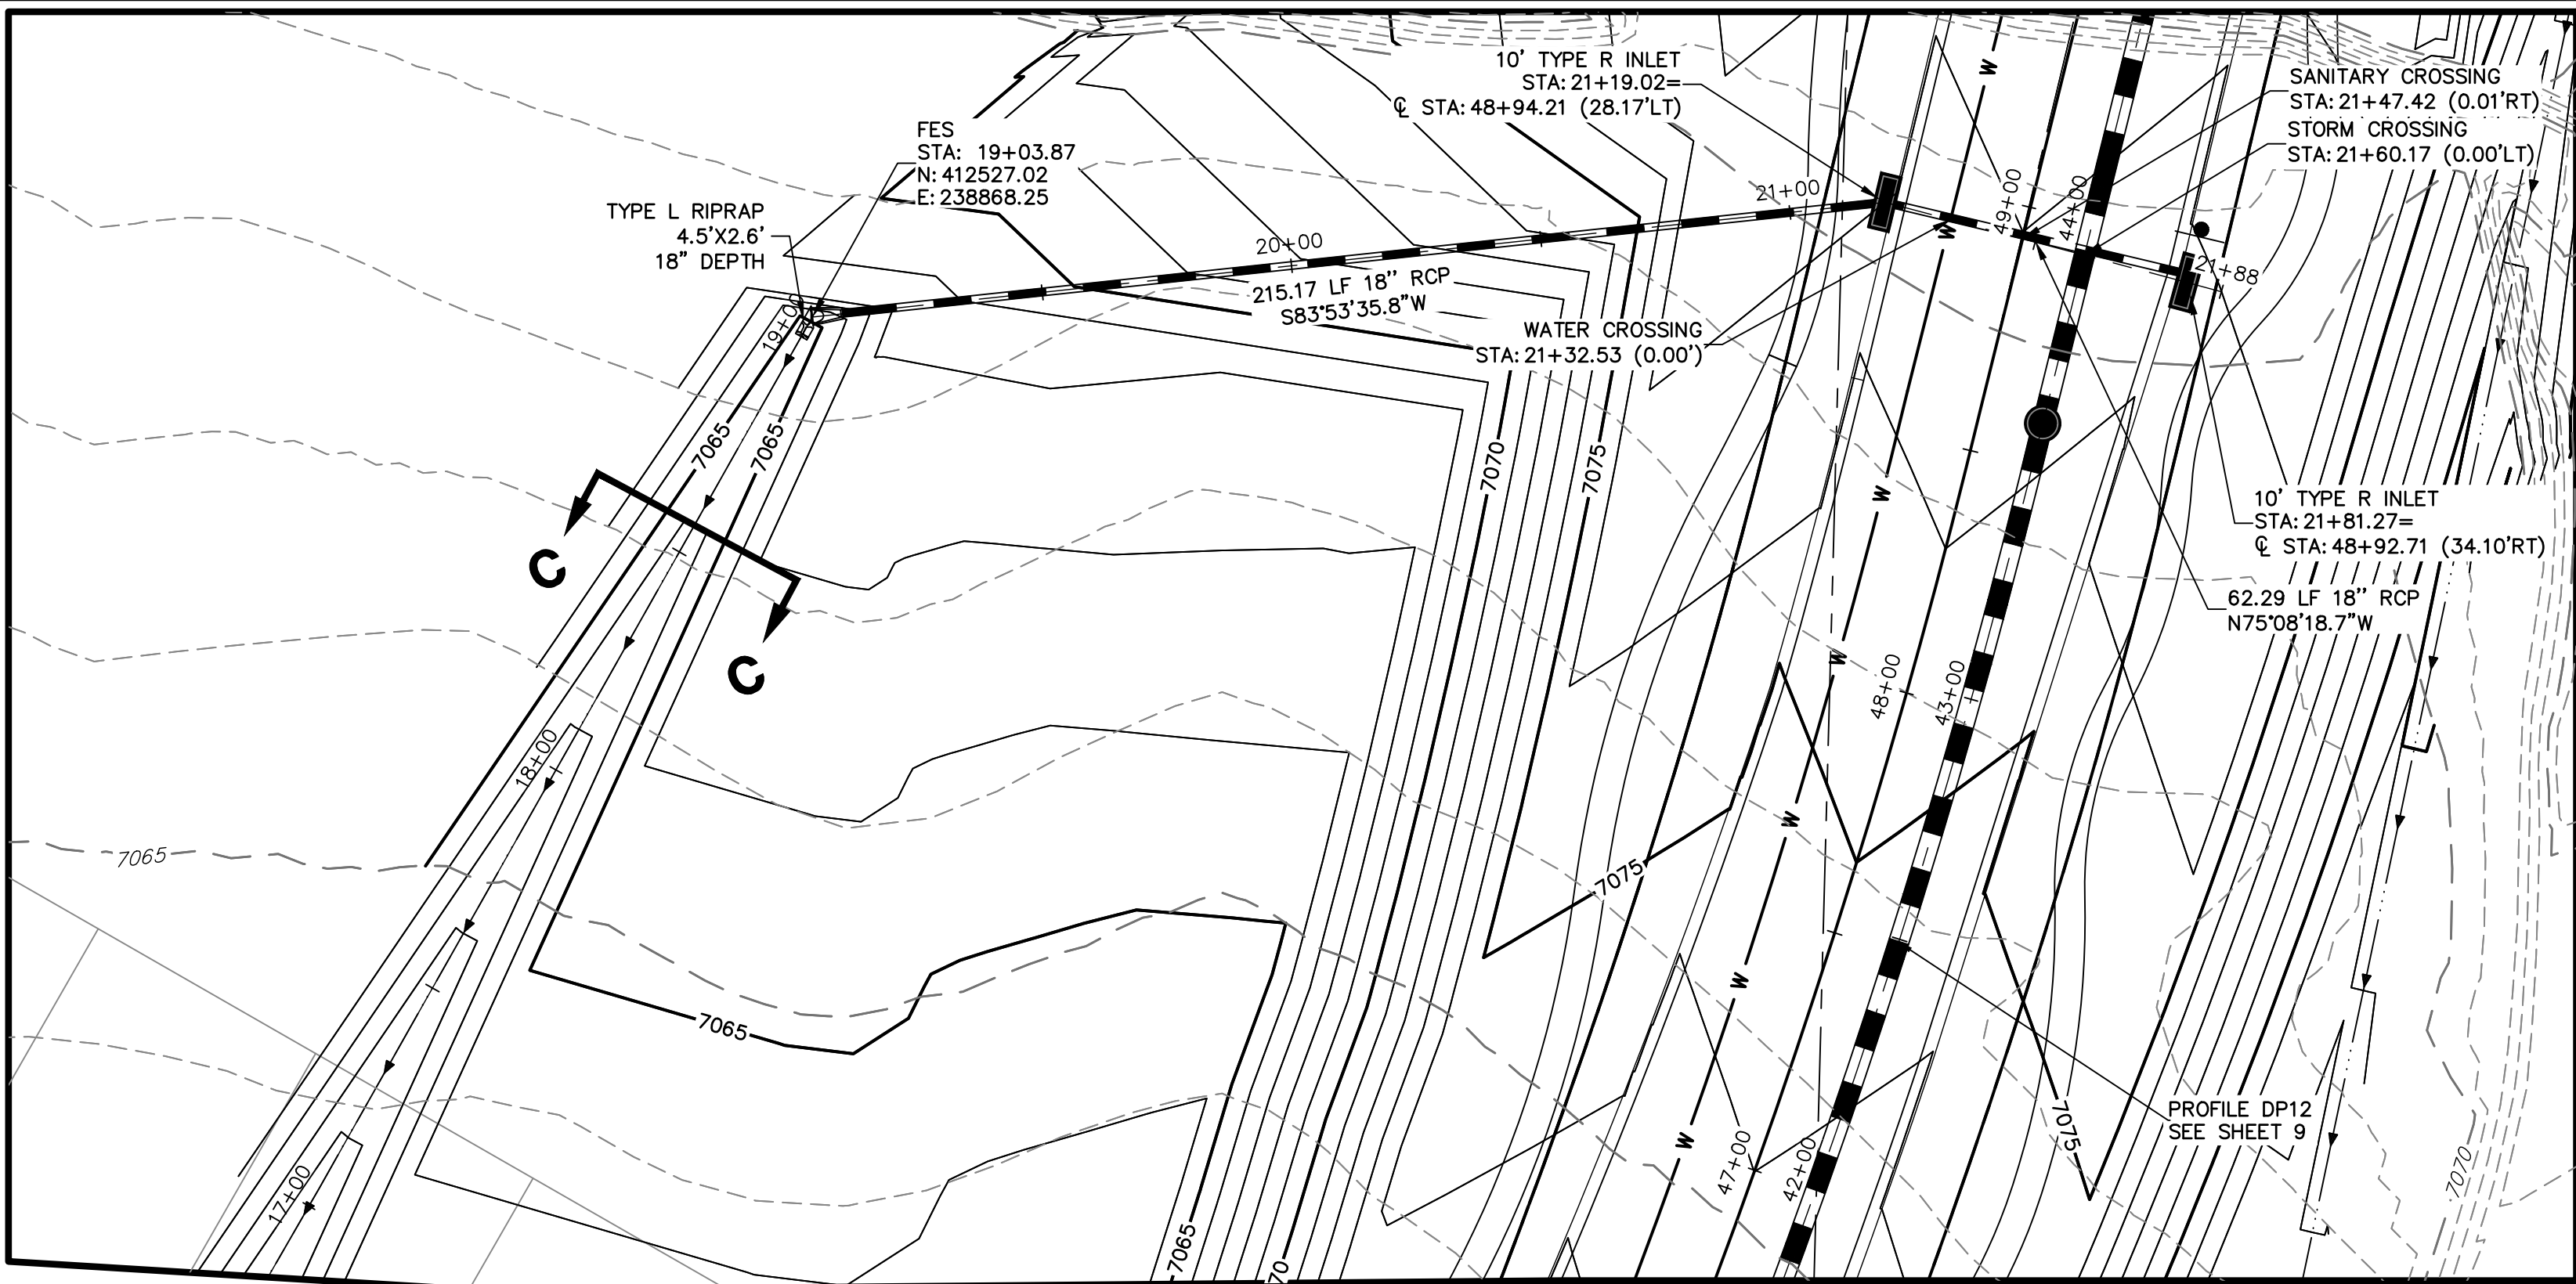 10' TYPE R INLET
STA: 21+19.02=
℄ STA: 48+94.21 (28.17'LT)
SANITARY CROSSING
STA: 21+47.42 (0.01'RT)
STORM CROSSING
STA: 21+60.17 (0.00'LT)
FES
STA: 19+03.87
N: 412527.02
E: 238868.25
TYPE L RIPRAP
4.5'X2.6'
18" DEPTH
W
21+00
49+00
44+00
20+00
W
21+88
215.17 LF 18" RCP
S83°53'35.8"W
19+00
WATER CROSSING
STA: 21+32.53 (0.00')
7065
7065
7070
7075
W
10' TYPE R INLET
STA: 21+81.27=
℄ STA: 48+92.71 (34.10'RT)
C
62.29 LF 18" RCP
N75°08'18.7"W
C
W
48+00
43+00
18+00
W
7065
7075
W
7065
PROFILE DP12
SEE SHEET 9
7075
W
47+00
42+00
7070
17+00
7065
70